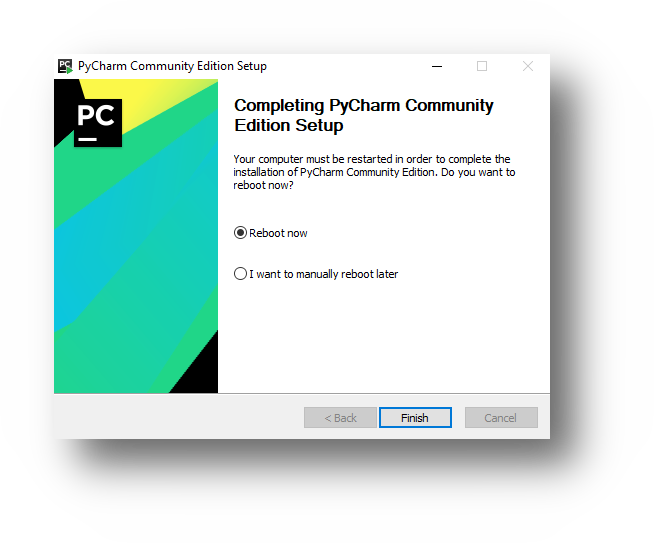 PC
PyCharm Community Edition Setup
PC
Completing PyCharm Community
Edition Setup
Your computer must be restarted in order to complete the
installation of PyCharm Community Edition. Do you want to
reboot now?
Reboot now
I want to manually reboot later
< Back
Finish
Cancel